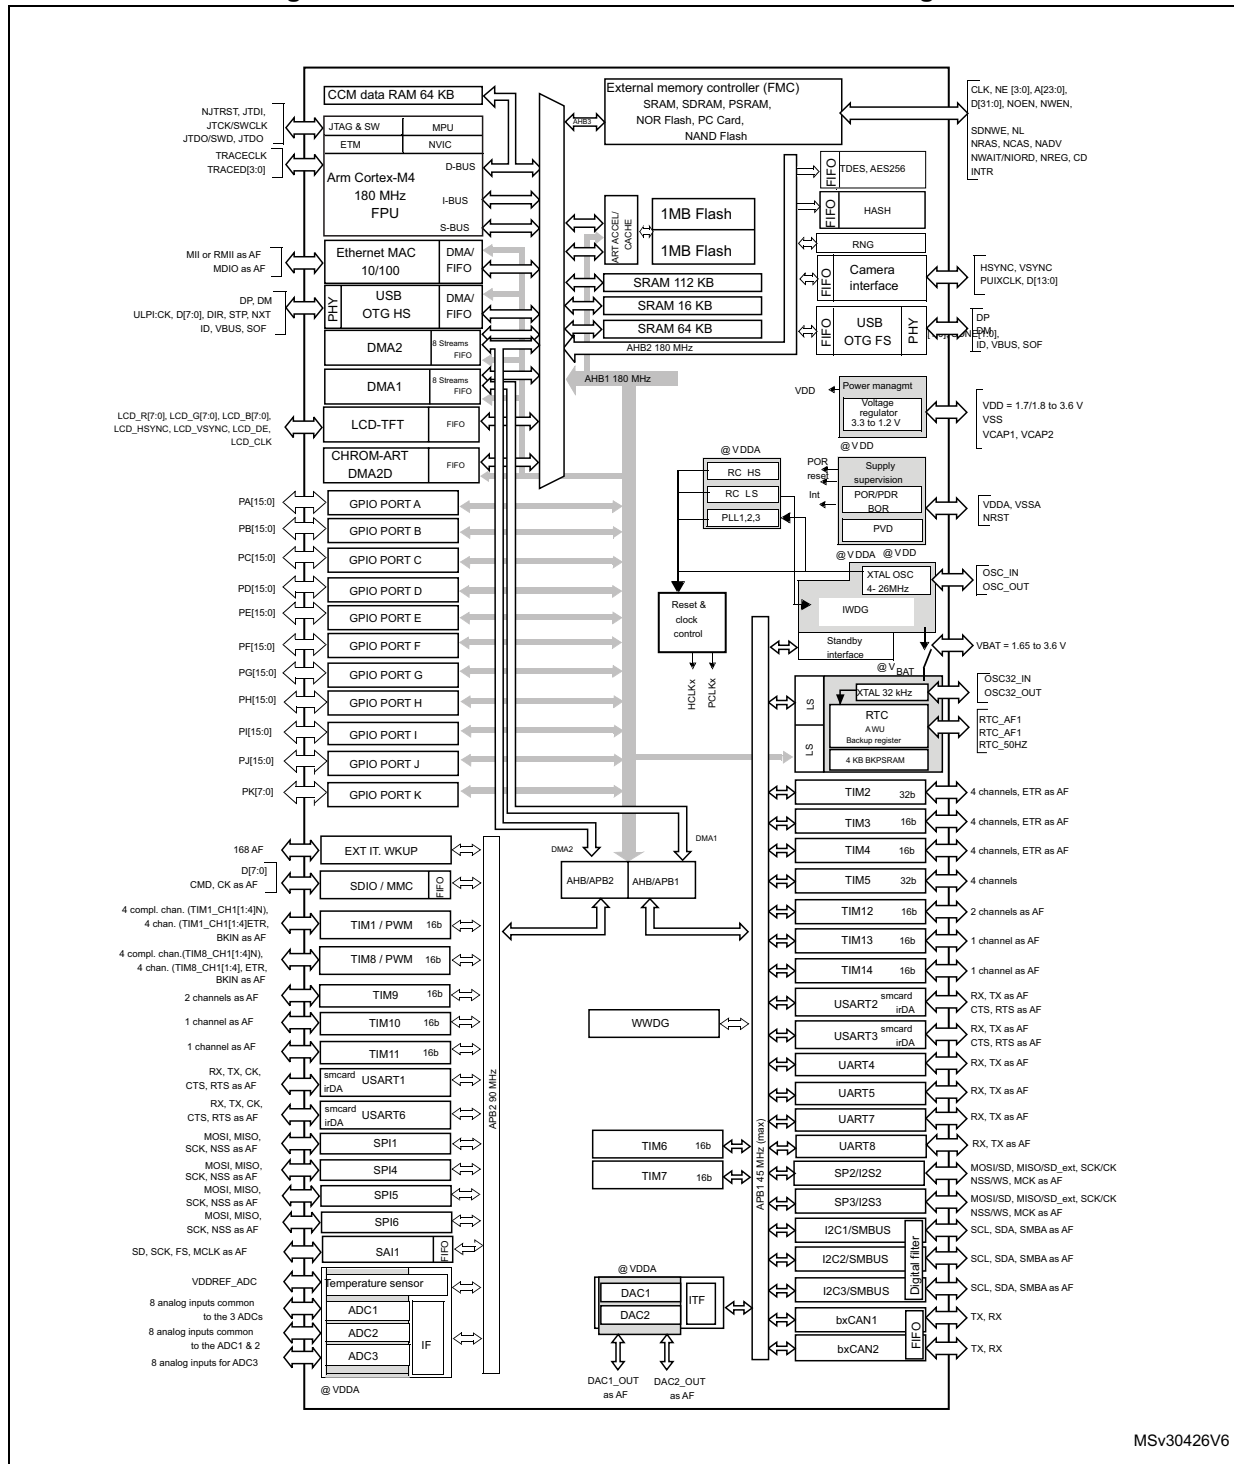 CCM data RAM 64 KB
External memory controller (FMC)
SRAM, SDRAM, PSRAM,
NOR Flash, PC Card,
NAND Flash
AHB3
CLK, NE [3:0], A[23:0],
D[31:0], NOEN, NWEN,
SDNWE, NL
NRAS, NCAS, NADV
NWAIT/NIORD, NREG, CD
INTR
NJTRST, JTDI,
JTCK/SWCLK
JTDO/SWD, JTDO
TRACECLK
TRACED[3:0]
JTAG & SW
MPU
ETM
NVIC
Arm Cortex-M4
180 MHz
FPU
D-BUS
I-BUS
S-BUS
ART ACCEL/
CACHE
1MB Flash
1MB Flash
SRAM 112 KB
SRAM 16 KB
SRAM 64 KB
AHB2 180 MHz
AHB1 180 MHz
FIFO
TDES, AES256
FIFO
HASH
RNG
FIFO
Camera
interface
HSYNC, VSYNC
PUIXCLK, D[13:0]
FIFO
USB
OTG FS
PHY
DP
DM
ID, VBUS, SOF
MII or RMII as AF
MDIO as AF
Ethernet MAC
10/100
DMA/
FIFO
DP, DM
ULPI:CK, D[7:0], DIR, STP, NXT
ID, VBUS, SOF
PHY
USB
OTG HS
DMA/
FIFO
DMA2
8 Streams
FIFO
DMA1
8 Streams
FIFO
LCD_R[7:0], LCD_G[7:0], LCD_B[7:0],
LCD_HSYNC, LCD_VSYNC, LCD_DE,
LCD_CLK
LCD-TFT
FIFO
CHROM-ART
DMA2D
FIFO
VDD
Power managmt
Voltage
regulator
3.3 to 1.2 V
VDD = 1.7/1.8 to 3.6 V
VSS
VCAP1, VCAP2
@ VDD
@ VDDA
RC HS
RC LS
PLL1,2,3
POR
reset
Int
Supply
supervision
POR/PDR
BOR
PVD
VDDA, VSSA
NRST
@ VDDA
@ VDD
XTAL OSC
4- 26MHz
OSC_IN
OSC_OUT
IWDG
Standby
interface
VBAT = 1.65 to 3.6 V
@ VBAT
Reset &
clock
control
HCLKx
PCLKx
LS
LS
XTAL 32 kHz
RTC
AWU
Backup register
4 KB BKPSRAM
OSC32_IN
OSC32_OUT
RTC_AF1
RTC_AF1
RTC_50HZ
PA[15:0]
GPIO PORT A
PB[15:0]
GPIO PORT B
PC[15:0]
GPIO PORT C
PD[15:0]
GPIO PORT D
PE[15:0]
GPIO PORT E
PF[15:0]
GPIO PORT F
PG[15:0]
GPIO PORT G
PH[15:0]
GPIO PORT H
PI[15:0]
GPIO PORT I
PJ[15:0]
GPIO PORT J
PK[7:0]
GPIO PORT K
DMA2
DMA1
AHB/APB2
AHB/APB1
168 AF
EXT IT. WKUP
D[7:0]
CMD, CK as AF
SDIO / MMC
FIFO
4 compl. chan. (TIM1_CH1[1:4]N),
4 chan. (TIM1_CH1[1:4]ETR,
BKIN as AF
TIM1 / PWM
16b
4 compl. chan.(TIM8_CH1[1:4]N),
4 chan. (TIM8_CH1[1:4], ETR,
BKIN as AF
TIM8 / PWM
16b
2 channels as AF
TIM9
16b
1 channel as AF
TIM10
16b
1 channel as AF
TIM11
16b
RX, TX, CK,
CTS, RTS as AF
smcard
irDA
USART1
RX, TX, CK,
CTS, RTS as AF
smcard
irDA
USART6
MOSI, MISO,
SCK, NSS as AF
SPI1
MOSI, MISO,
SCK, NSS as AF
SPI4
MOSI, MISO,
SCK, NSS as AF
SPI5
MOSI, MISO,
SCK, NSS as AF
SPI6
SD, SCK, FS, MCLK as AF
SAI1
FIFO
VDDREF_ADC
Temperature sensor
8 analog inputs common
to the 3 ADCs
ADC1
8 analog inputs common
to the ADC1 & 2
ADC2
8 analog inputs for ADC3
ADC3
IF
@ VDDA
APB2 90 MHz
WWDG
TIM6
16b
TIM7
16b
@ VDDA
DAC1
DAC2
ITF
DAC1_OUT
as AF
DAC2_OUT
as AF
APB1 45 MHz (max)
TIM2
32b
4 channels, ETR as AF
TIM3
16b
4 channels, ETR as AF
TIM4
16b
4 channels, ETR as AF
TIM5
32b
4 channels
TIM12
16b
2 channels as AF
TIM13
16b
1 channel as AF
TIM14
16b
1 channel as AF
USART2
smcard
irDA
RX, TX as AF
CTS, RTS as AF
USART3
smcard
irDA
RX, TX as AF
CTS, RTS as AF
UART4
RX, TX as AF
UART5
RX, TX as AF
UART7
RX, TX as AF
UART8
RX, TX as AF
SP2/I2S2
MOSI/SD, MISO/SD_ext, SCK/CK
NSS/WS, MCK as AF
SP3/I2S3
MOSI/SD, MISO/SD_ext, SCK/CK
NSS/WS, MCK as AF
I2C1/SMBUS
SCL, SDA, SMBA as AF
I2C2/SMBUS
SCL, SDA, SMBA as AF
I2C3/SMBUS
SCL, SDA, SMBA as AF
Digital filter
bxCAN1
TX, RX
bxCAN2
TX, RX
FIFO
MSv30426V6